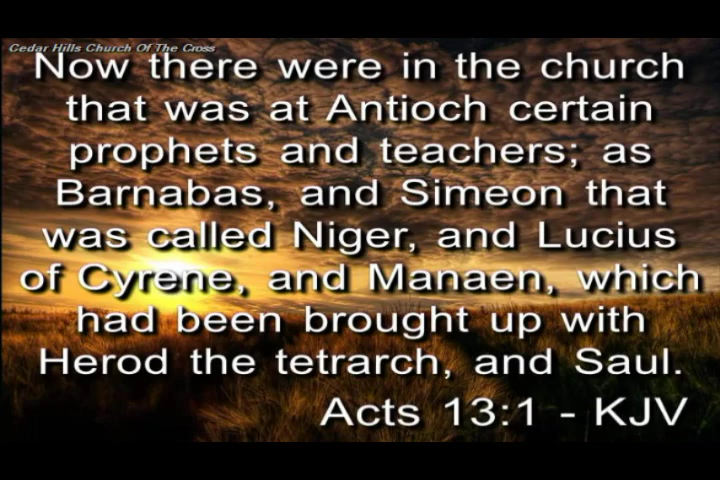 Cedar Hills Church Of The Cross
Now there were in the church
that was at Antioch certain
prophets and teachers; as
Barnabas, and Simeon that
was called Niger, and Lucius
of Cyrene, and Manaen, which
had been brought up with
Herod the tetrarch, and Saul.
Acts 13:1 - KJV